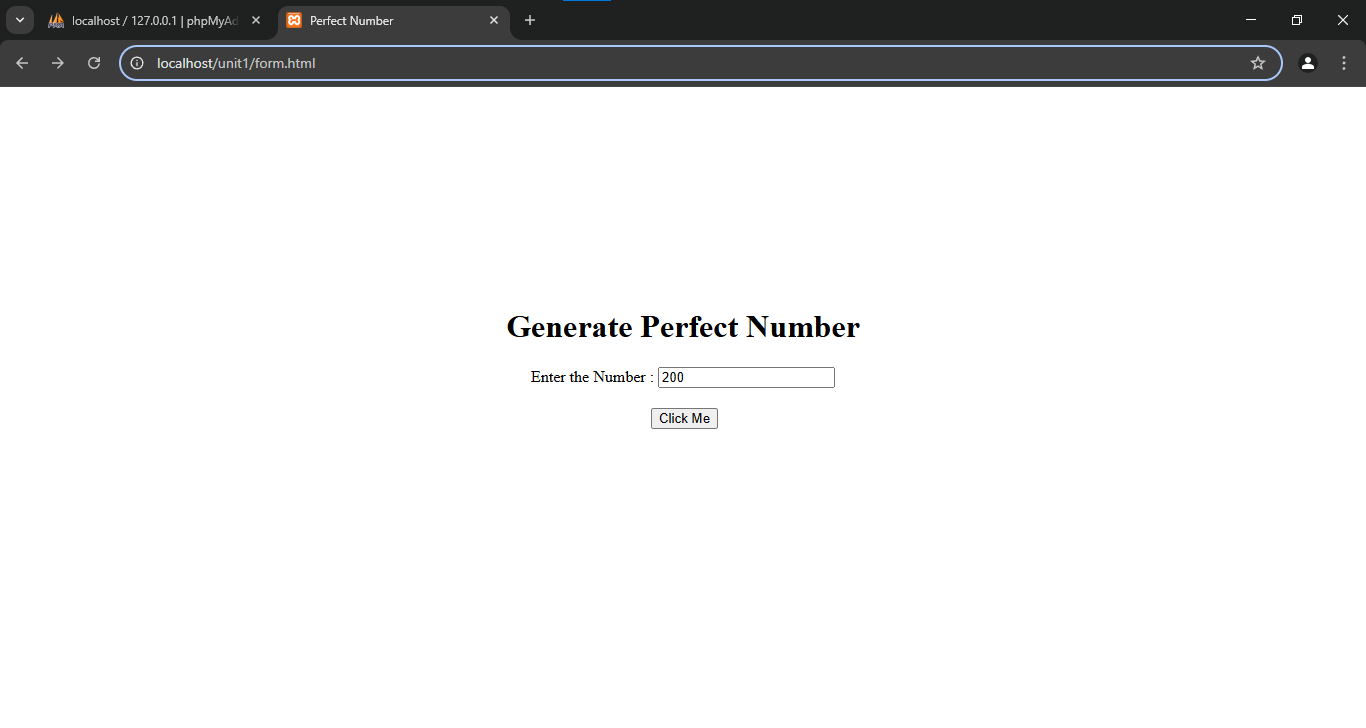 localhost / 127.0.0.1 | phpMyAd
Perfect Number
localhost/unit1/form.html
Generate Perfect Number
Enter the Number : 200
Click Me